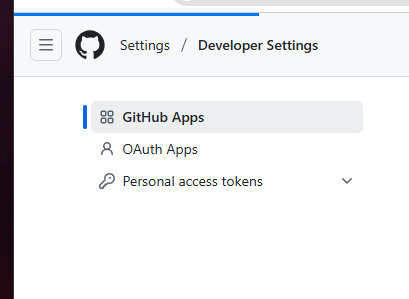 Settings / Developer Settings
GitHub Apps
OAuth Apps
Personal access tokens